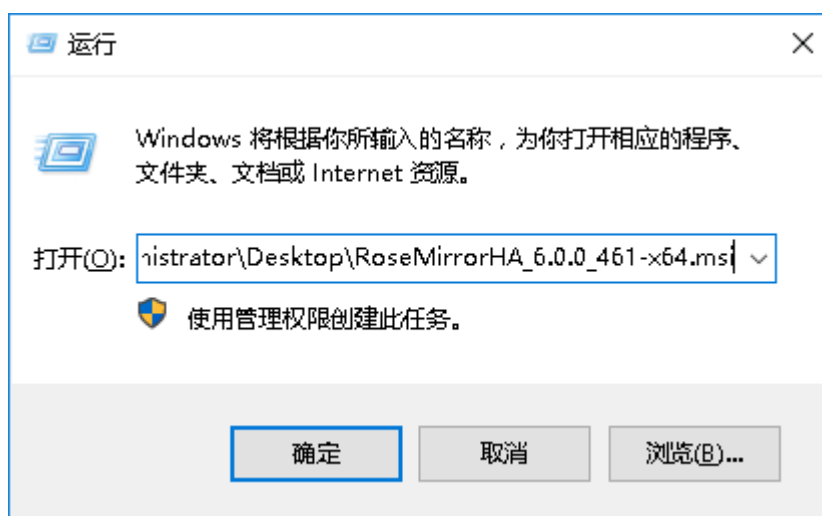 运行
Windows 将根据你所输入的名称，为你打开相应的程序、
文件夹、文档或 Internet 资源。
打开(O): nistrator\Desktop\RoseMirrorHA_6.0.0_461-x64.msi
使用管理权限创建此任务。
确定 取消 浏览(B)...